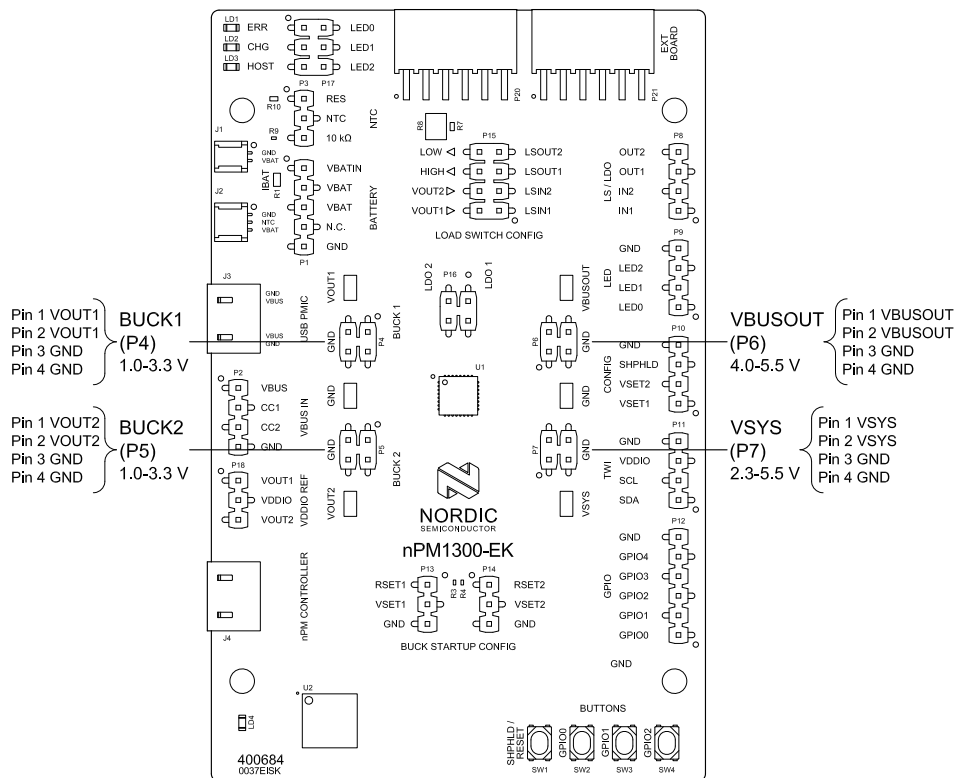 LD1 ERR
LD2 CHG
LD3 HOST
LED0
LED1
LED2
P3 P17
R10
RES
NTC
10 kΩ
NTC
R9
J1
GND
VBAT
IBAT
R1
J2
GND
NTC
VBAT
VBATIN
VBAT
VBAT
N.C.
GND
BATTERY
P1
P20
EXT
BOARD
P21
R8
R7
P15
LOW
HIGH
VOUT2
VOUT1
LSOUT2
LSOUT1
LSIN2
LSIN1
LOAD SWITCH CONFIG
P8
OUT2
OUT1
IN2
IN1
LS / LDO
P9
GND
LED2
LED1
LED0
LED
J3
GND
VBUS
VBUS
GND
USB PMIC
VOUT1
GND
P4
BUCK 1
LDO 2
P16
LDO 1
VBUSOUT
P6
GND
U1
P10
GND
SHPHLD
VSET2
VSET1
CONFIG
Pin 1 VOUT1
Pin 2 VOUT1
Pin 3 GND
Pin 4 GND
BUCK1
(P4)
1.0-3.3 V
VBUSOUT
(P6)
4.0-5.5 V
Pin 1 VBUSOUT
Pin 2 VBUSOUT
Pin 3 GND
Pin 4 GND
P2
VBUS
CC1
CC2
GND
VBUS IN
GND
GND
Pin 1 VOUT2
Pin 2 VOUT2
Pin 3 GND
Pin 4 GND
BUCK2
(P5)
1.0-3.3 V
GND
P5
BUCK 2
P7
GND
VSYS
(P7)
2.3-5.5 V
Pin 1 VSYS
Pin 2 VSYS
Pin 3 GND
Pin 4 GND
P11
GND
VDDIO
SCL
SDA
TWI
P18
VOUT1
VDDIO
VOUT2
VDDIO REF
VOUT2
VSYS
NORDIC
SEMICONDUCTOR
nPM1300-EK
P12
GND
GPIO4
GPIO3
GPIO2
GPIO1
GPIO0
GPIO
GND
J4
nPM CONTROLLER
P13
RSET1
VSET1
GND
R3
R4
P14
RSET2
VSET2
GND
BUCK STARTUP CONFIG
U2
LD4
400684
0037EISK
BUTTONS
SHPHLD /
RESET
GPIO0
GPIO1
GPIO2
SW1
SW2
SW3
SW4